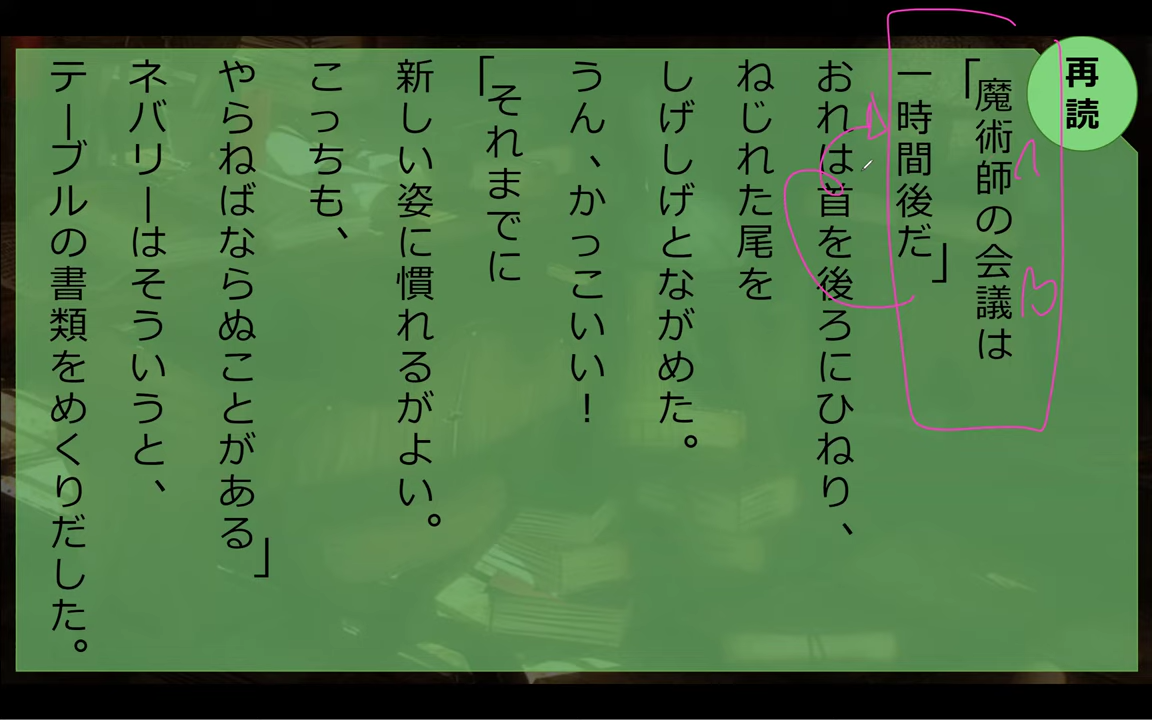 再読
「魔術師の会議は
一時間後だ」
おれは首を後ろにひねり、
ねじれた尾を
しげしげとながめた。
うん、かっこいい!
「それまでに
新しい姿に慣れるがよい。
こっちも、
やらねばならぬことがある」
ネバリーはそういうと、
テーブルの書類をめくりだした。